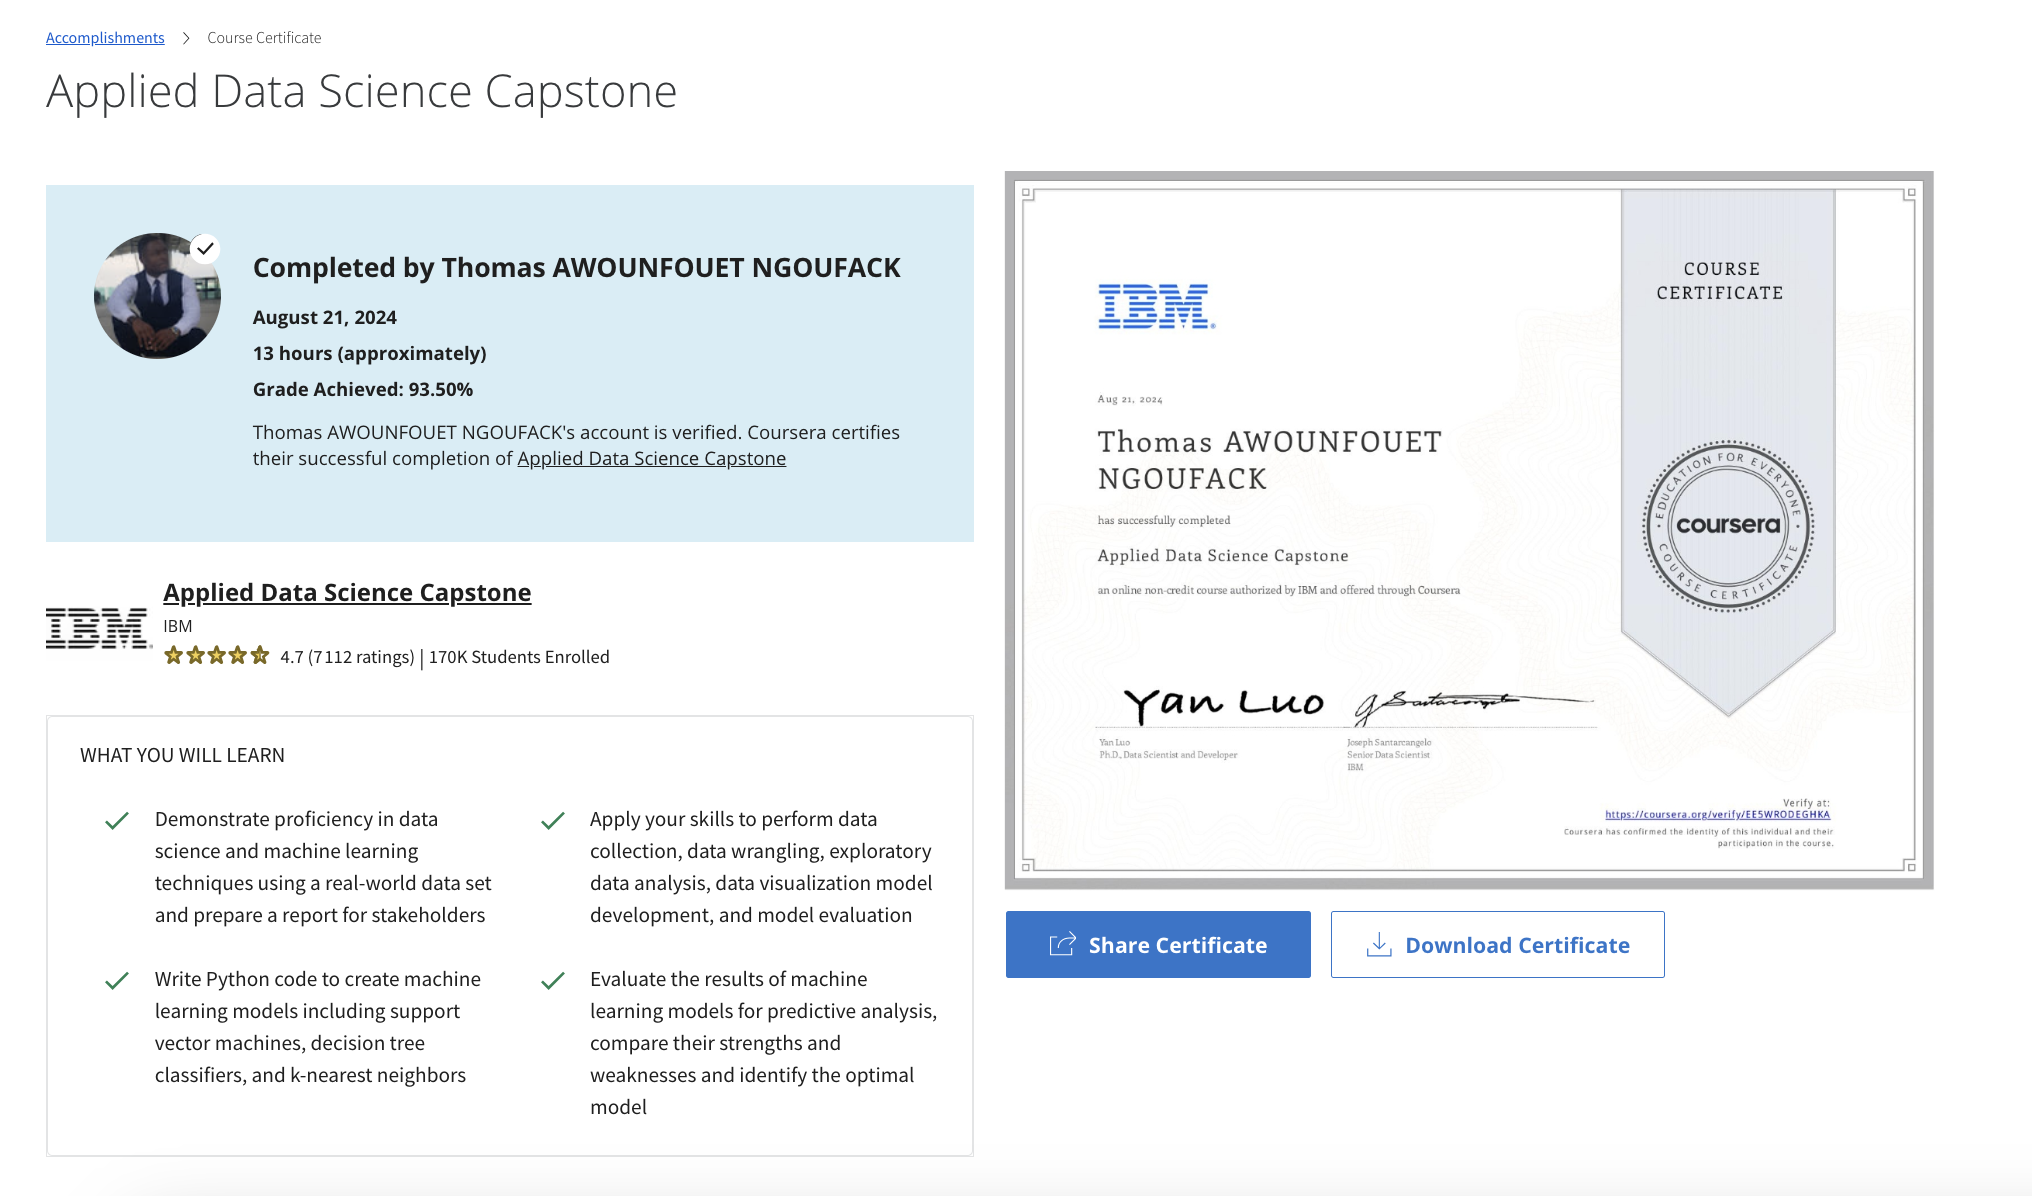 Accomplishments > Course Certificate
Applied Data Science Capstone
Completed by Thomas AWOUNFOUET NGOUFACK
August 21, 2024
13 hours (approximately)
Grade Achieved: 93.50%
Thomas AWOUNFOUET NGOUFACK's account is verified. Coursera certifies
their successful completion of Applied Data Science Capstone
IBM
Applied Data Science Capstone
IBM
4.7 (7 112 ratings) | 170K Students Enrolled
WHAT YOU WILL LEARN
Demonstrate proficiency in data
science and machine learning
techniques using a real-world data set
and prepare a report for stakeholders
Apply your skills to perform data
collection, data wrangling, exploratory
data analysis, data visualization model
development, and model evaluation
Write Python code to create machine
learning models including support
vector machines, decision tree
classifiers, and k-nearest neighbors
Evaluate the results of machine
learning models for predictive analysis,
compare their strengths and
weaknesses and identify the optimal
model
IBM
COURSE
CERTIFICATE
Aug 21, 2024
Thomas AWOUNFOUET
NGOUFACK
has successfully completed
Applied Data Science Capstone
an online non-credit course authorized by IBM and offered through Coursera
EDUCATION FOR EVERYONE
coursera
COURSE CERTIFICATE
Yan Luo
Yan Luo
Ph.D., Data Scientist and Developer
Joseph Santarcangelo
Senior Data Scientist
IBM
Verify at:
https://coursera.org/verify/EE5WRODEGHKA
Coursera has confirmed the identity of this individual and their
participation in the course.
Share Certificate
Download Certificate